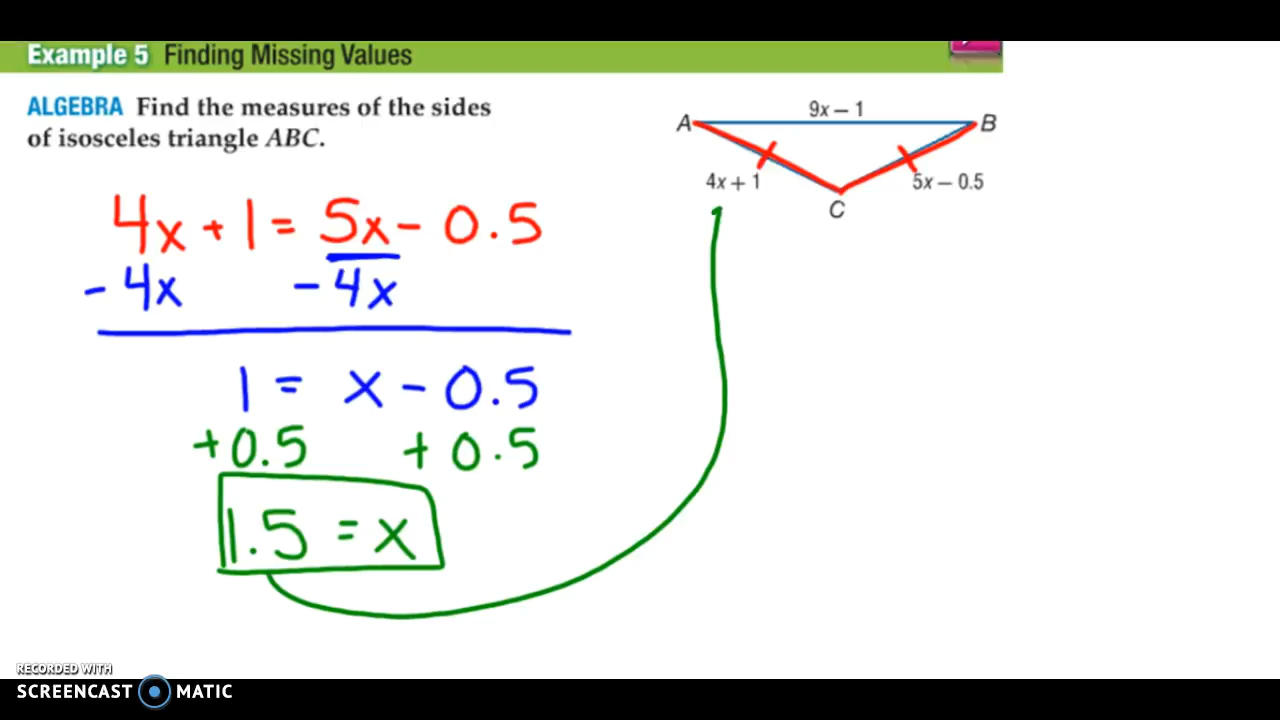 Example 5 Finding Missing Values
ALGEBRA Find the measures of the sides
of isosceles triangle ABC.
9x – 1
A
B
4x + 1
5x – 0.5
C
4x + 1 = 5x - 0.5
- 4x - 4x
1 = x - 0.5
+0.5 + 0.5
1.5 = x
RECORDED WITH
SCREENCAST MATIC